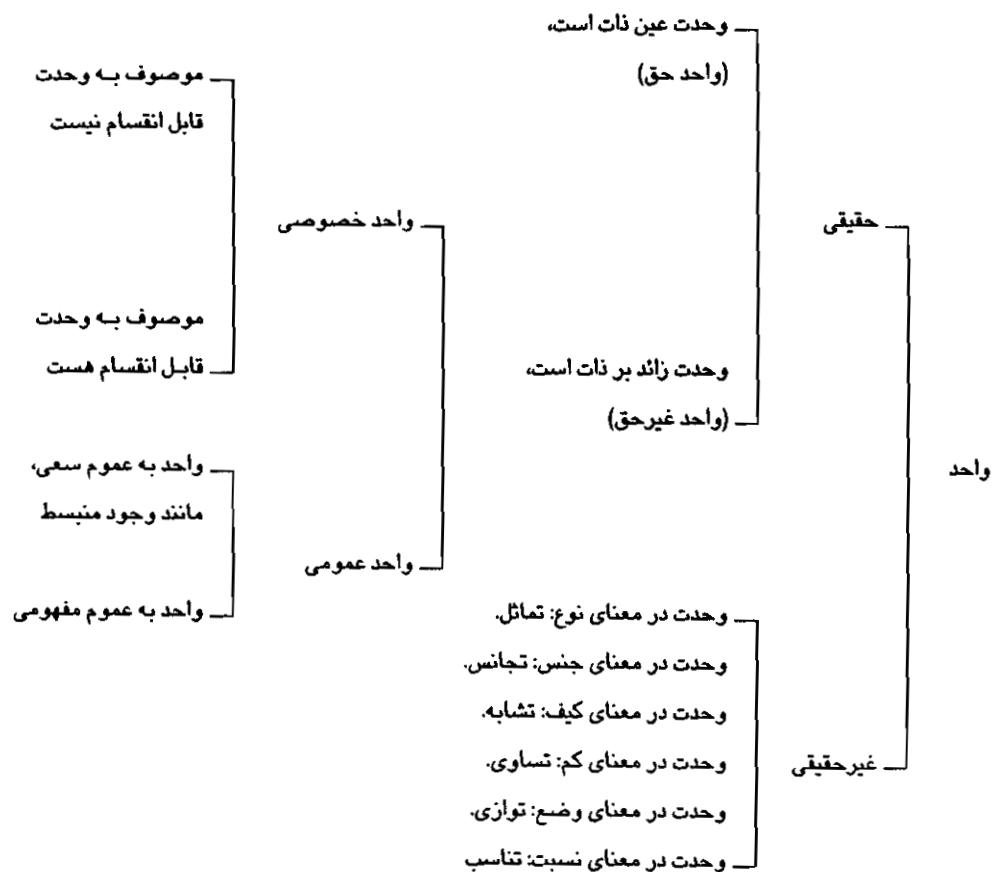 واحد
حقیقی
وحدت عین ذات است،
(واحد حق)
وحدت زائد بر ذات است،
(واحد غیرحق)
واحد خصوصی
موصوف به وحدت
قابل انقسام نیست
موصوف به وحدت
قابل انقسام هست
واحد عمومی
واحد به عموم سعی،
مانند وجود منبسط
واحد به عموم مفهومی
غیرحقیقی
وحدت در معنای نوع: تماثل.
وحدت در معنای جنس: تجانس.
وحدت در معنای کیف: تشابه.
وحدت در معنای کم: تساوی.
وحدت در معنای وضع: توازی.
وحدت در معنای نسبت: تناسب